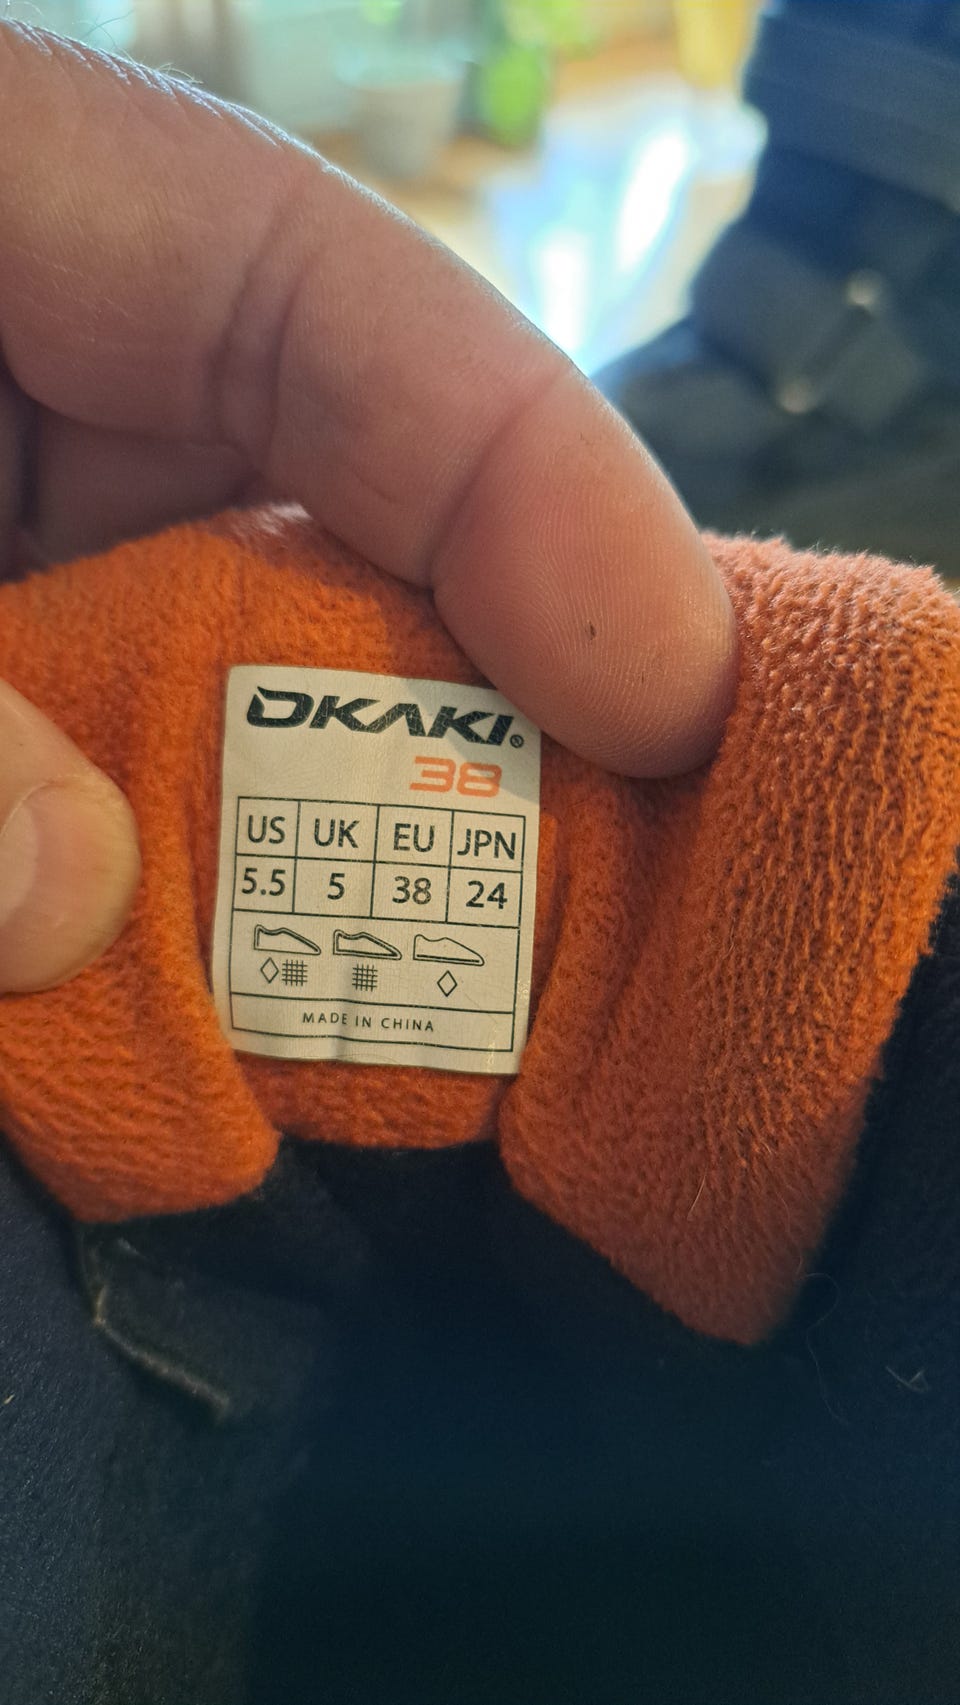 DKAKI®
38
US UK EU JPN
5.5 5 38 24
MADE IN CHINA